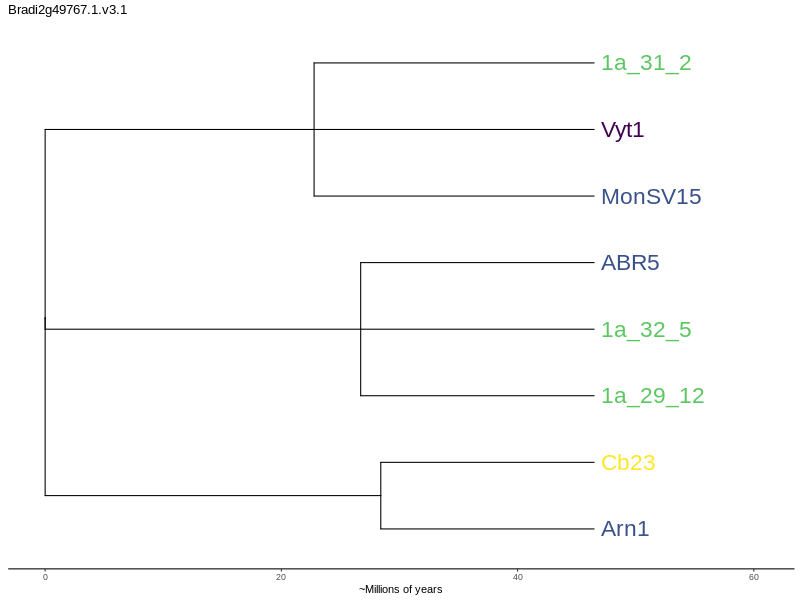 Bradi2g49767.1.v3.1
1a_31_2
Vyt1
MonSV15
ABR5
1a_32_5
1a_29_12
Cb23
Arn1
0 20 40 60
~Millions of years